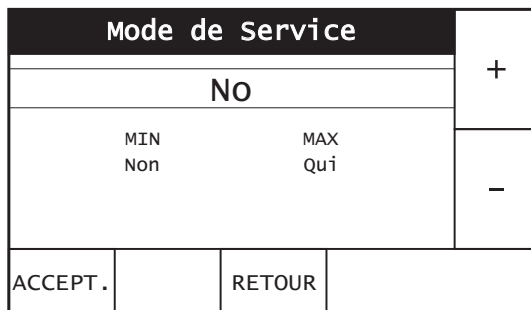 Mode de Service
+
No
MIN MAX
Non Qui
-
ACCEPT. RETOUR